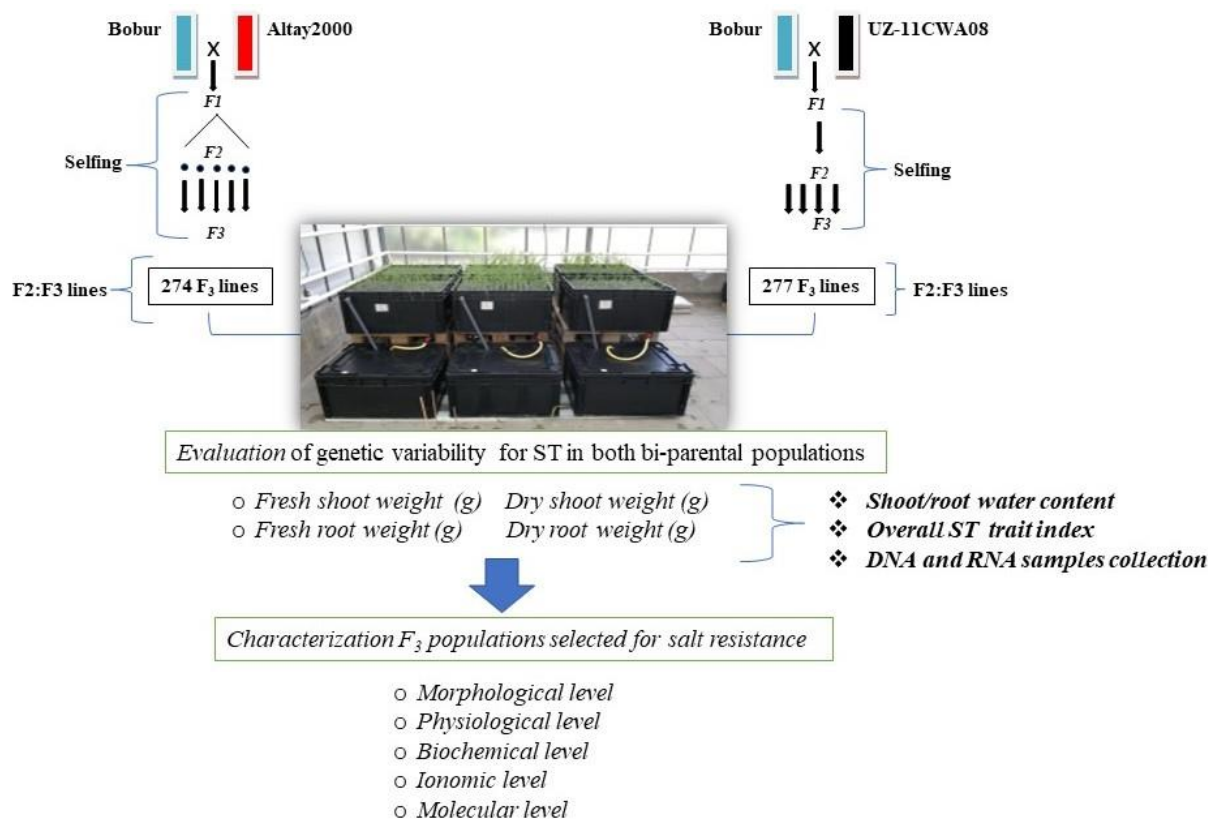 Bobur X Altay2000
F1
Selfing
F2
F3
F2:F3 lines
274 F₃ lines
Bobur X UZ-11CWA08
F1
F2
Selfing
F3
277 F₃ lines
F2:F3 lines
Evaluation of genetic variability for ST in both bi-parental populations
o Fresh shoot weight (g) Dry shoot weight (g)
o Fresh root weight (g) Dry root weight (g)
❖ Shoot/root water content
❖ Overall ST trait index
❖ DNA and RNA samples collection
Characterization F₃ populations selected for salt resistance
o Morphological level
o Physiological level
o Biochemical level
o Ionomic level
o Molecular level